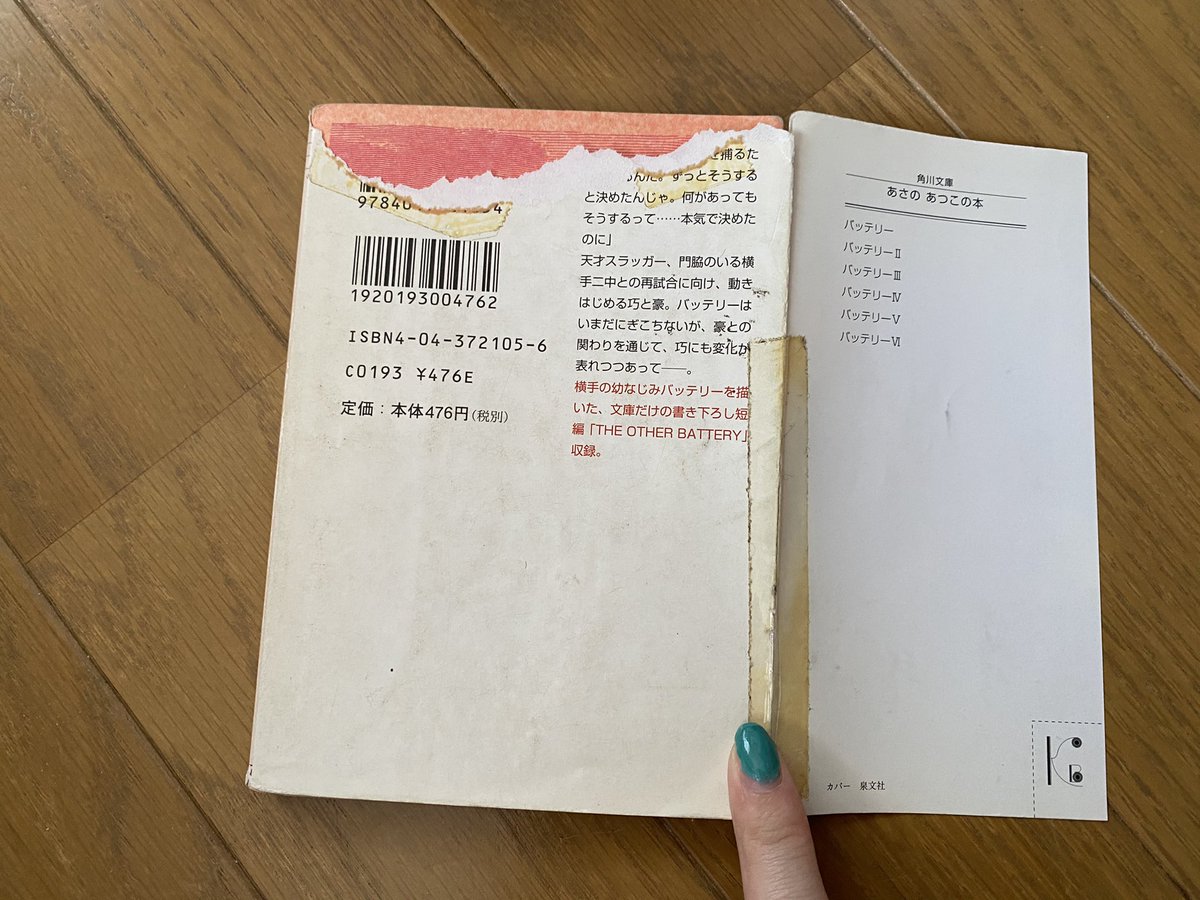 97840
1920193004762
ISBN4-04-372105-6
C0193 ¥476E
定価：本体476円(税別)
捕るた
ずっとそうする
と決めたんじゃ。何があっても
そうするって……本気で決めた
のに」
天才スラッガー、門脇のいる横
手二中との再試合に向け、動き
はじめる巧と豪。バッテリーは
いまだにぎこちないが、豪との
関わりを通じて、巧にも変化が
表れつつあって──。
横手の幼なじみバッテリーを描
いた、文庫だけの書き下ろし短
編「THE OTHER BATTERY」
収録。
角川文庫
あさの あつこの本
バッテリー
バッテリーⅡ
バッテリーⅢ
バッテリーⅣ
バッテリーⅤ
バッテリーⅥ
カバー 泉文社